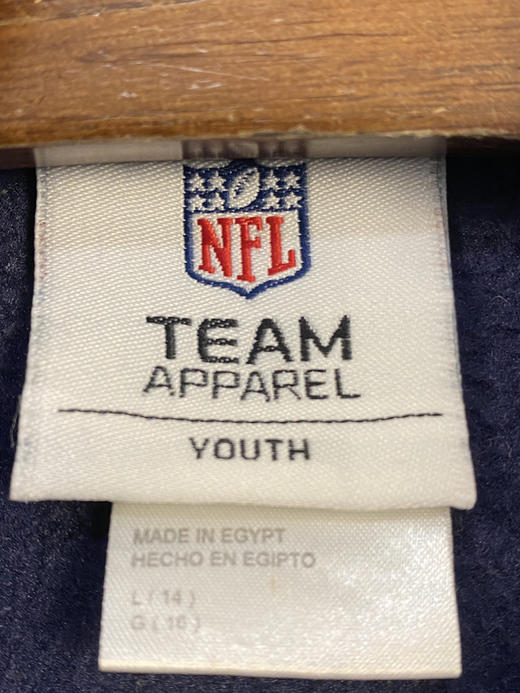 NFL
TEAM
APPAREL
YOUTH
MADE IN EGYPT
HECHO EN EGIPTO
L ( 14 )
G ( 16 )